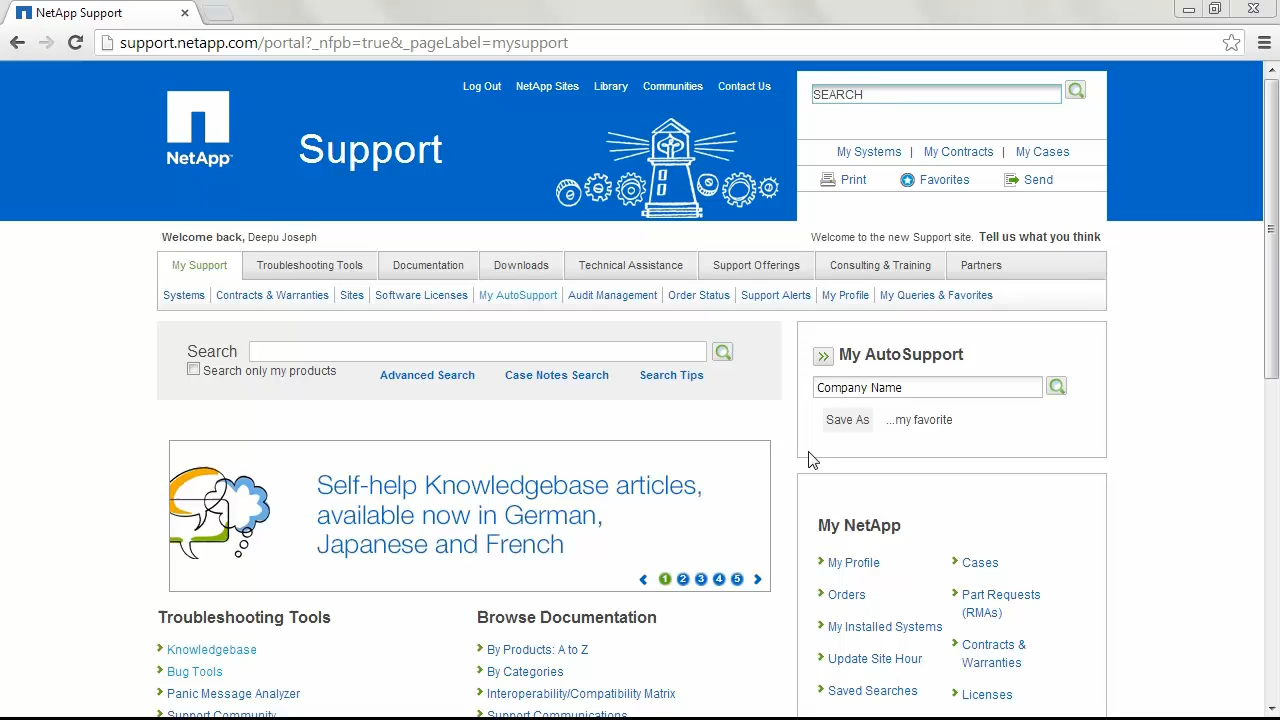 NetApp Support
support.netapp.com/portal?_nfpb=true&_pageLabel=mysupport
Log Out NetApp Sites Library Communities Contact Us
SEARCH
NetApp
Support
My Systems | My Contracts | My Cases
Print Favorites Send
Welcome back, Deepu Joseph
Welcome to the new Support site. Tell us what you think
My Support Troubleshooting Tools Documentation Downloads Technical Assistance Support Offerings Consulting & Training Partners
Systems Contracts & Warranties Sites Software Licenses My AutoSupport Audit Management Order Status Support Alerts My Profile My Queries & Favorites
Search
Search only my products
Advanced Search Case Notes Search Search Tips
My AutoSupport
Company Name
Save As ...my favorite
Self-help Knowledgebase articles,
available now in German,
Japanese and French
1 2 3 4 5
My NetApp
My Profile
Orders
My Installed Systems
Update Site Hour
Saved Searches
Cases
Part Requests
(RMAs)
Contracts &
Warranties
Licenses
Troubleshooting Tools
Knowledgebase
Bug Tools
Panic Message Analyzer
Support Community
Browse Documentation
By Products: A to Z
By Categories
Interoperability/Compatibility Matrix
Support Communications